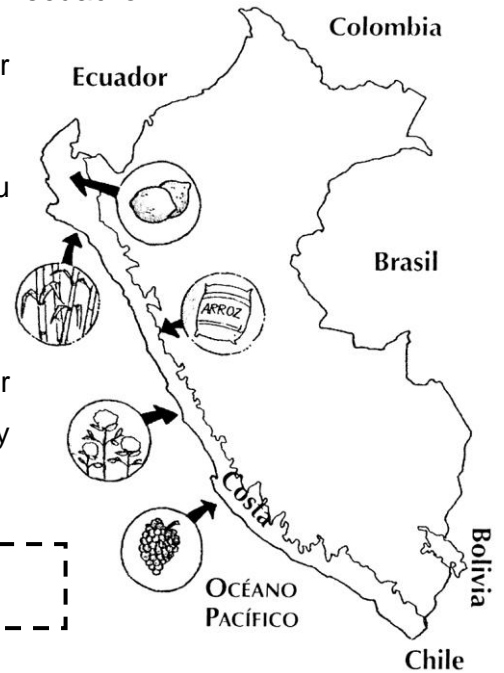 Colombia
Ecuador
r
u
Brasil
ARROZ
r
y
Costa
OCÉANO
PACÍFICO
Bolivia
Chile